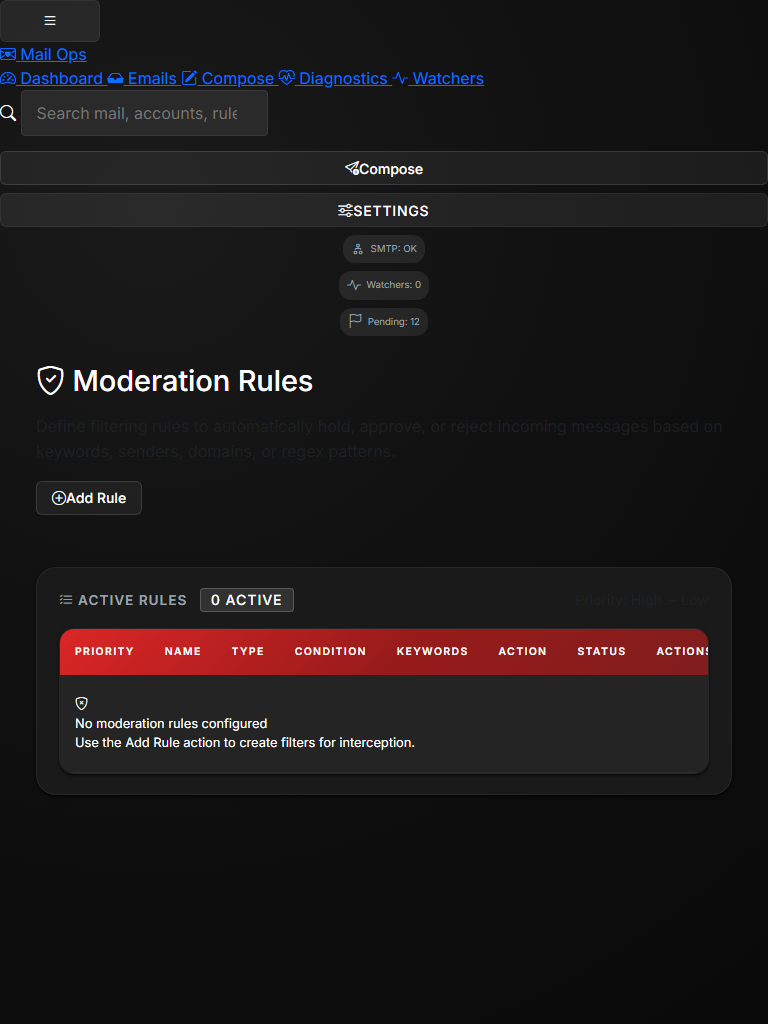 Mail Ops
Dashboard Emails Compose Diagnostics Watchers
Search mail, accounts, rule
Compose
SETTINGS
SMTP: OK
Watchers: 0
Pending: 12
Moderation Rules
Define filtering rules to automatically hold, approve, or reject incoming messages based on
keywords, senders, domains, or regex patterns.
Add Rule
ACTIVE RULES 0 ACTIVE Priority: High – Low
PRIORITY NAME TYPE CONDITION KEYWORDS ACTION STATUS ACTIONS
No moderation rules configured
Use the Add Rule action to create filters for interception.